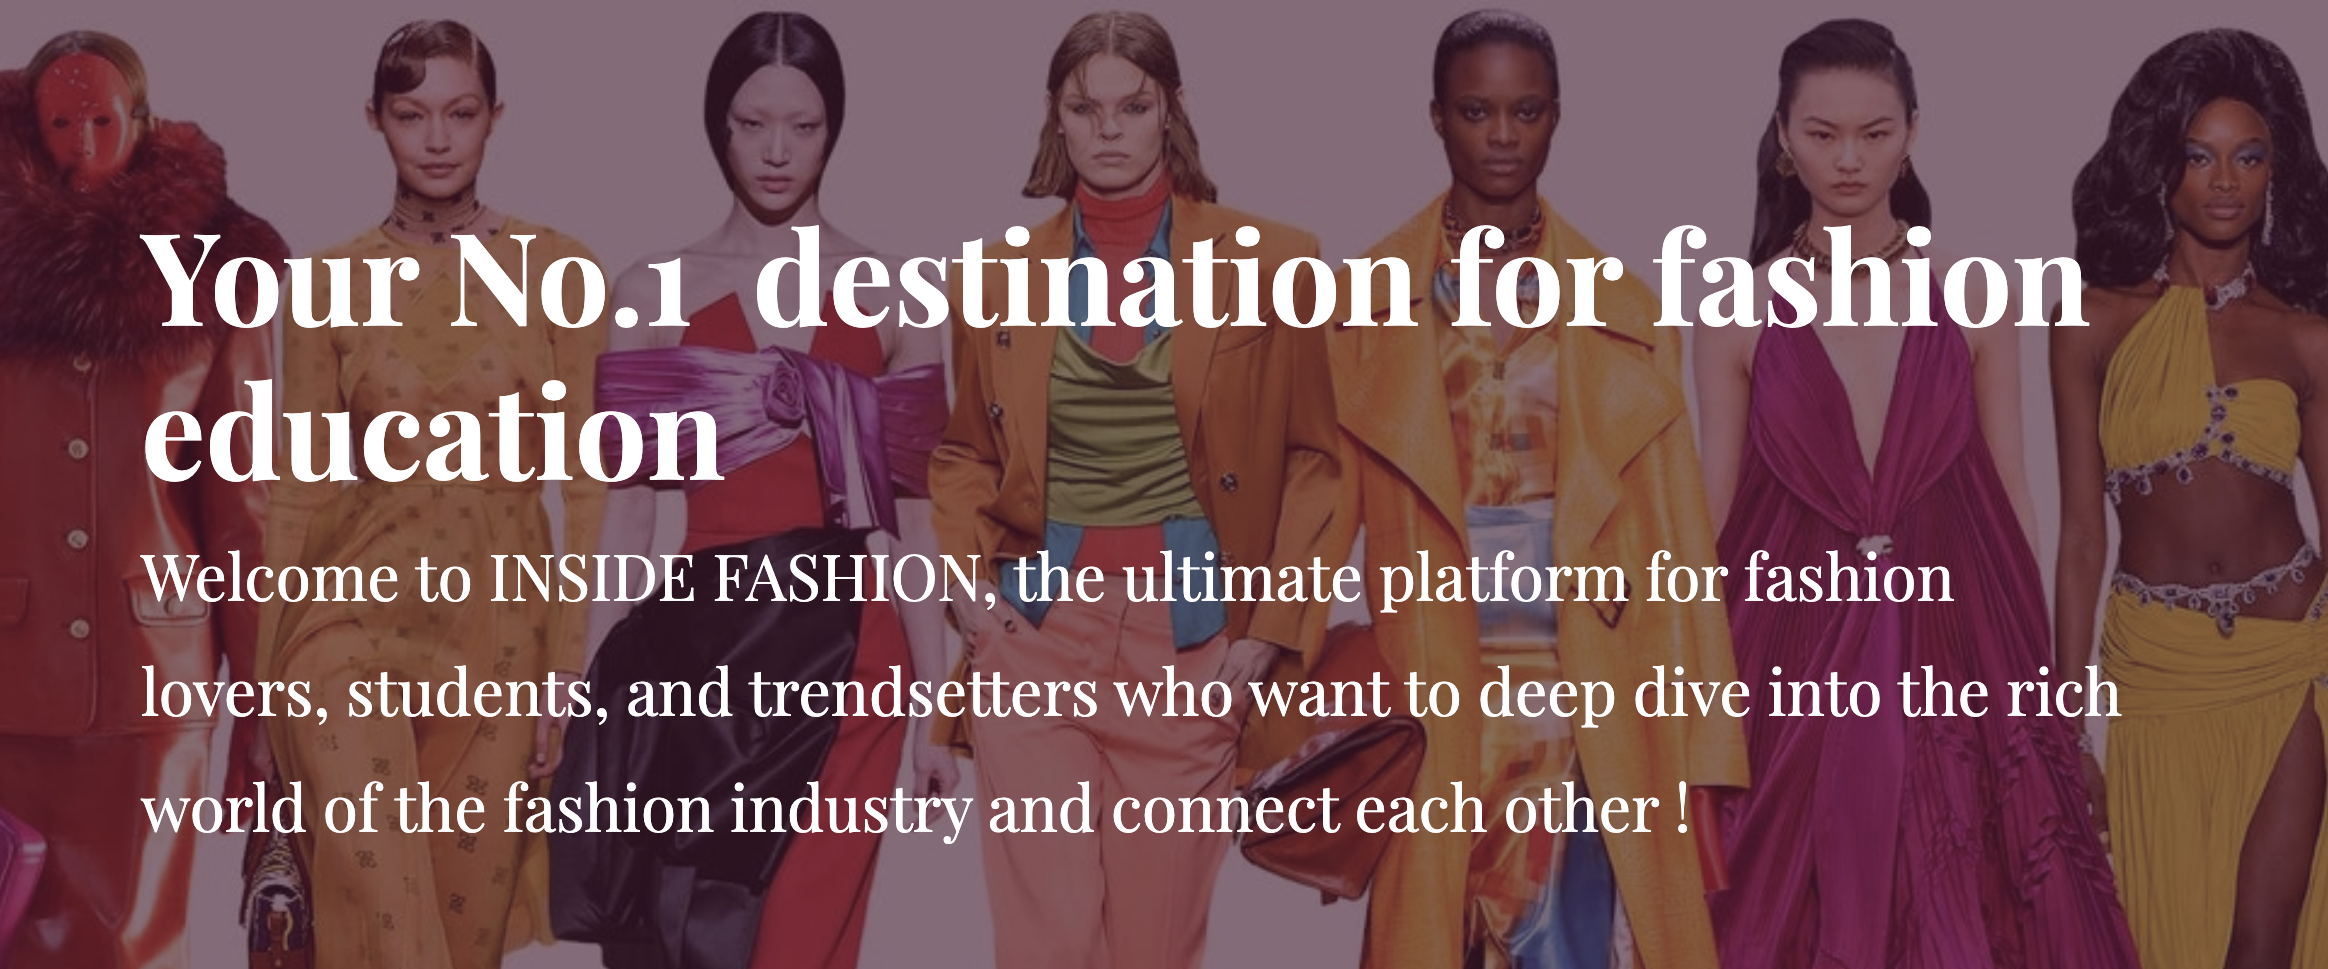 Your No.1 destination for fashion
education
Welcome to INSIDE FASHION, the ultimate platform for fashion
lovers, students, and trendsetters who want to deep dive into the rich
world of the fashion industry and connect each other !